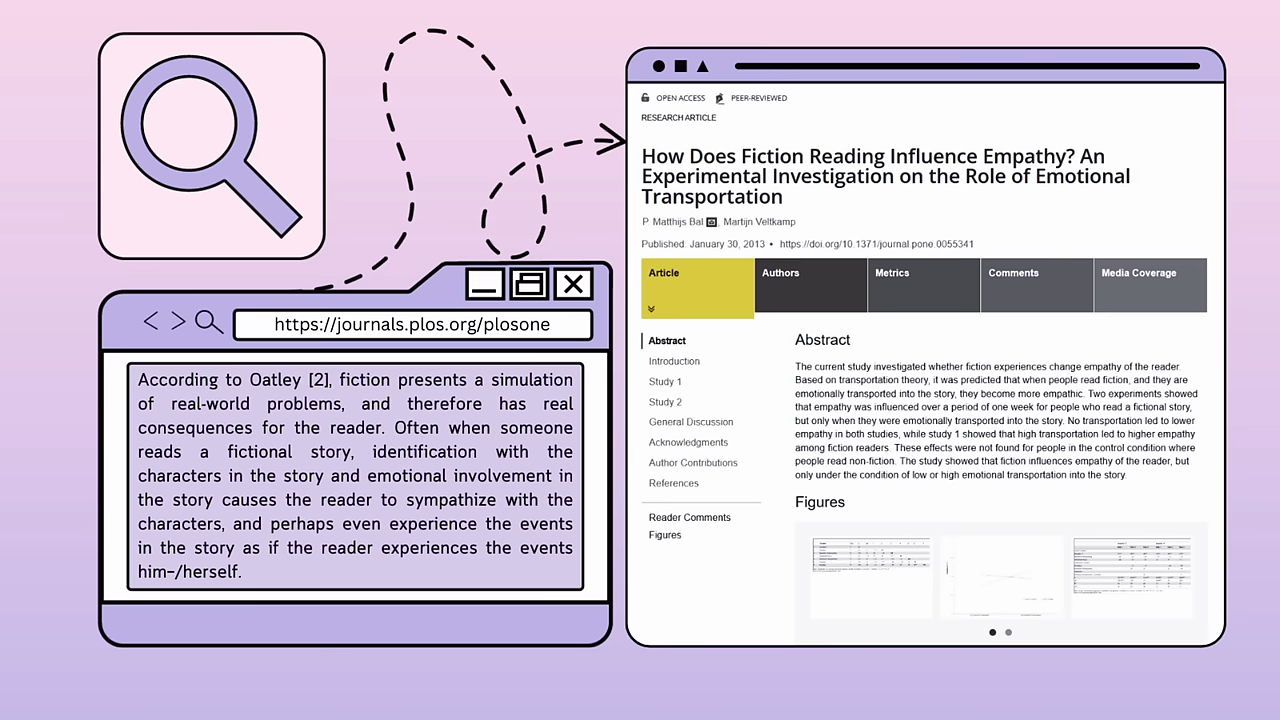 https://journals.plos.org/plosone
According to Oatley [2], fiction presents a simulation
of real-world problems, and therefore has real
consequences for the reader. Often when someone
reads a fictional story, identification with the
characters in the story and emotional involvement in
the story causes the reader to sympathize with the
characters, and perhaps even experience the events
in the story as if the reader experiences the events
him-/herself.
OPEN ACCESS PEER-REVIEWED
RESEARCH ARTICLE
How Does Fiction Reading Influence Empathy? An
Experimental Investigation on the Role of Emotional
Transportation
P. Matthijs Bal, Martijn Veltkamp
Published: January 30, 2013 • https://doi.org/10.1371/journal.pone.0055341
Article Authors Metrics Comments Media Coverage
Abstract
Introduction
Study 1
Study 2
General Discussion
Acknowledgments
Author Contributions
References
Reader Comments
Figures
Abstract
The current study investigated whether fiction experiences change empathy of the reader.
Based on transportation theory, it was predicted that when people read fiction, and they are
emotionally transported into the story, they become more empathic. Two experiments showed
that empathy was influenced over a period of one week for people who read a fictional story,
but only when they were emotionally transported into the story. No transportation led to lower
empathy in both studies, while study 1 showed that high transportation led to higher empathy
among fiction readers. These effects were not found for people in the control condition where
people read non-fiction. The study showed that fiction influences empathy of the reader, but
only under the condition of low or high emotional transportation into the story.
Figures